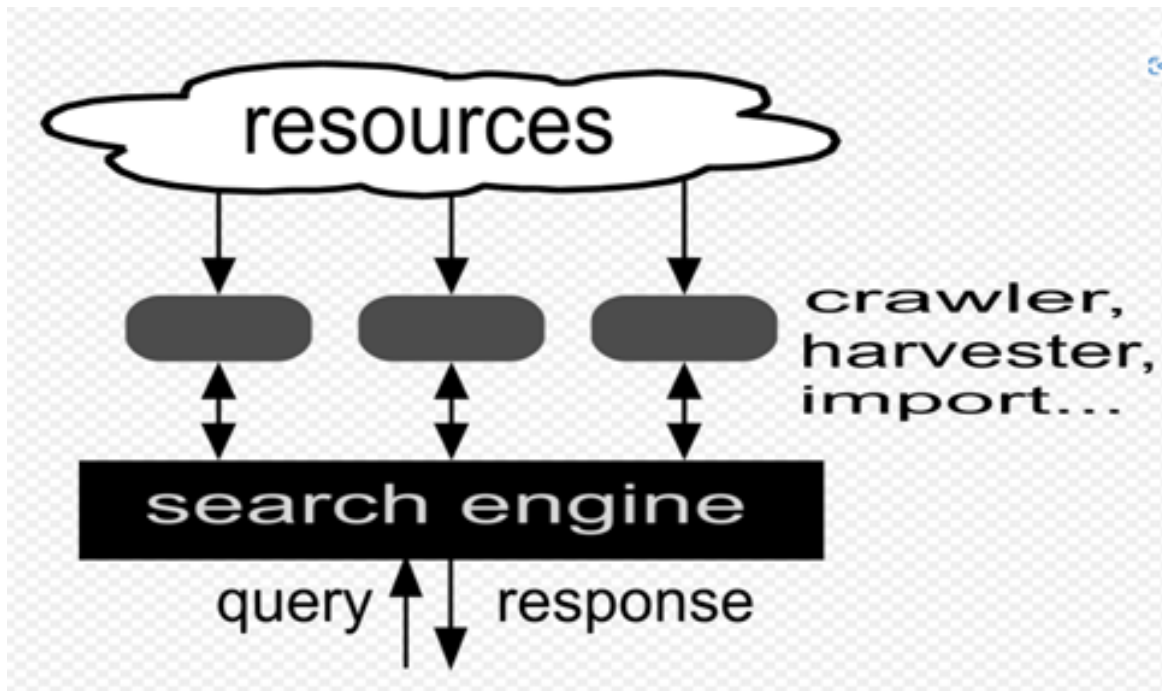 resources
crawler,
harvester,
import...
search engine
query
response